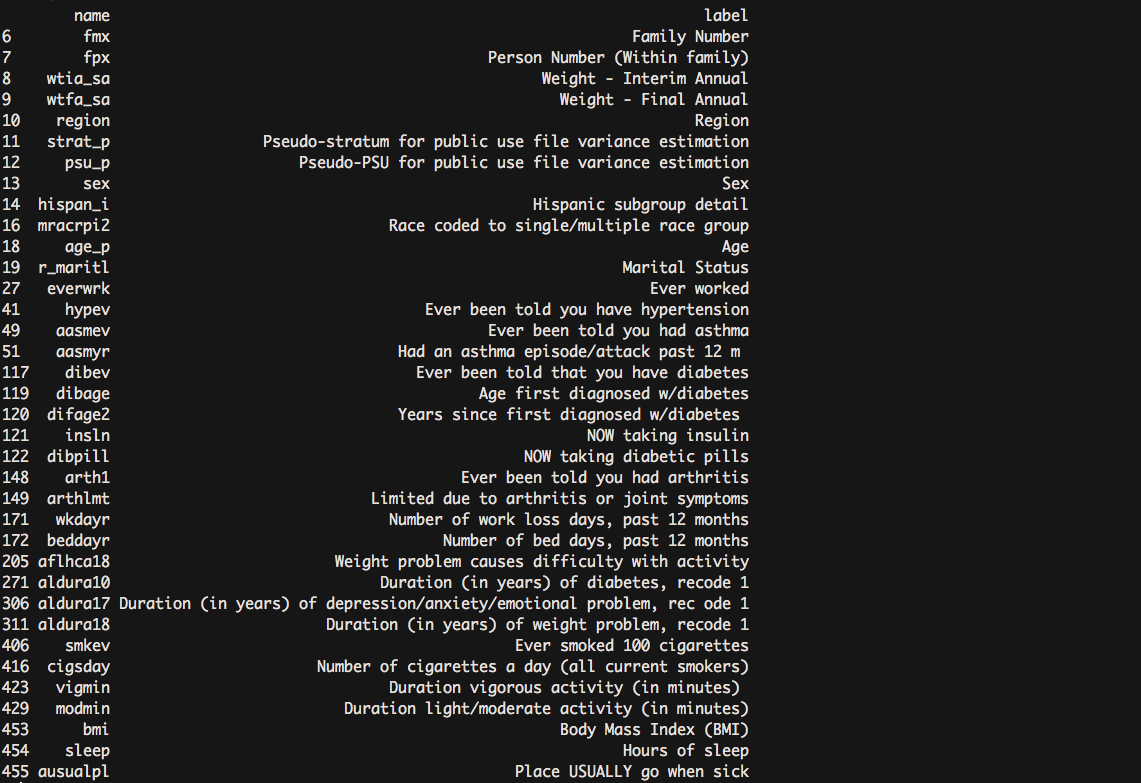 name label
6 fmx Family Number
7 fpx Person Number (Within family)
8 wtia_sa Weight - Interim Annual
9 wtfa_sa Weight - Final Annual
10 region Region
11 strat_p Pseudo-stratum for public use file variance estimation
12 psu_p Pseudo-PSU for public use file variance estimation
13 sex Sex
14 hispan_i Hispanic subgroup detail
16 mracrpi2 Race coded to single/multiple race group
18 age_p Age
19 r_maritl Marital Status
27 everwrk Ever worked
41 hypev Ever been told you have hypertension
49 aasmev Ever been told you had asthma
51 aasmyr Had an asthma episode/attack past 12 m
117 dibev Ever been told that you have diabetes
119 dibage Age first diagnosed w/diabetes
120 difage2 Years since first diagnosed w/diabetes
121 insln NOW taking insulin
122 dibpill NOW taking diabetic pills
148 arth1 Ever been told you had arthritis
149 arthlmt Limited due to arthritis or joint symptoms
171 wkdayr Number of work loss days, past 12 months
172 beddayr Number of bed days, past 12 months
205 aflhca18 Weight problem causes difficulty with activity
271 aldura10 Duration (in years) of diabetes, recode 1
306 aldura17 Duration (in years) of depression/anxiety/emotional problem, rec ode 1
311 aldura18 Duration (in years) of weight problem, recode 1
406 smkev Ever smoked 100 cigarettes
416 cigsday Number of cigarettes a day (all current smokers)
423 vigmin Duration vigorous activity (in minutes)
429 modmin Duration light/moderate activity (in minutes)
453 bmi Body Mass Index (BMI)
454 sleep Hours of sleep
455 ausualpl Place USUALLY go when sick